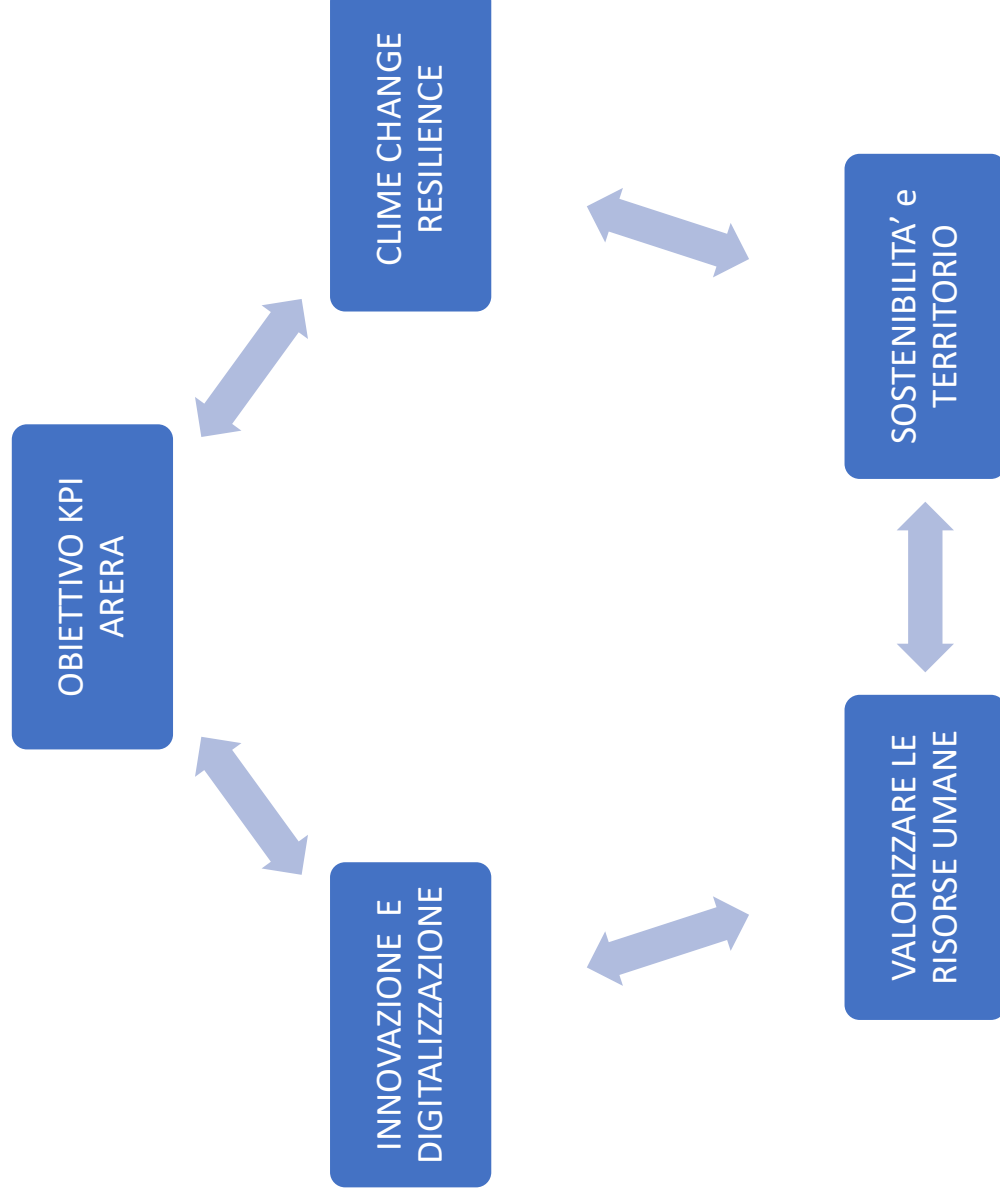 OBIETTIVO KPI
ARERA
INNOVAZIONE E
DIGITALIZZAZIONE
CLIME CHANGE
RESILIENCE
VALORIZZARE LE
RISORSE UMANE
SOSTENIBILITA’ e
TERRITORIO